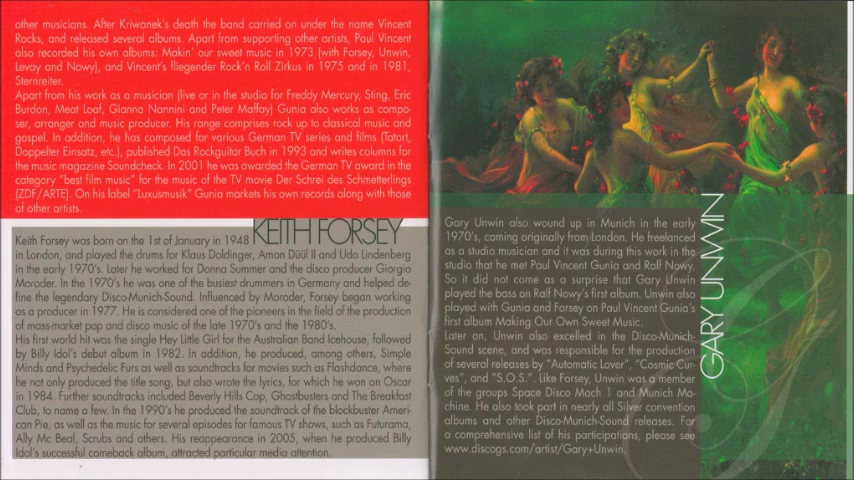 other musicians. After Kriwanek's death the band carried on under the name Vincent
Rocks, and released several albums. Apart from supporting other artists, Paul Vincent
also recorded his own albums: Makin' our sweet music in 1973 (with Forsey, Unwin,
Levay and Nowy), and Vincent's fliegender Rock'n Roll Zirkus in 1975 and in 1981,
Sternreiter.
Apart from his work as a musician (live or in the studio for Freddy Mercury, Sting, Eric
Burdon, Meat Loaf, Gianna Nannini and Peter Maffay) Gunia also works as compo-
ser, arranger and music producer. His range comprises rock up to classical music and
gospel. In addition, he has composed for various German TV series and films (Tatort,
Doppelter Einsatz, etc.), published Das Rockguitar Buch in 1993 and writes columns for
the music magazine Soundcheck. In 2001 he was awarded the German TV award in the
category "best film music" for the music of the TV movie Der Schrei des Schmetterlings
(ZDF/ARTE). On his label "Luxusmusik" Gunia markets his own records along with those
of other artists.
KEITH FORSEY
Keith Forsey was born on the 1st of January in 1948
in London, and played the drums for Klaus Doldinger, Amon Düül II and Udo Lindenberg
in the early 1970's. Later he worked for Donna Summer and the disco producer Giorgio
Moroder. In the 1970's he was one of the busiest drummers in Germany and helped de-
fine the legendary Disco-Munich-Sound. Influenced by Moroder, Forsey began working
as a producer in 1977. He is considered one of the pioneers in the field of the production
of mass-market pop and disco music of the late 1970's and the 1980's.
His first world hit was the single Hey Little Girl for the Australian Band Icehouse, followed
by Billy Idol's debut album in 1982. In addition, he produced, among others, Simple
Minds and Psychedelic Furs as well as soundtracks for movies such as Flashdance, where
he not only produced the title song, but also wrote the lyrics, for which he won an Oscar
in 1984. Further soundtracks included Beverly Hills Cop, Ghostbusters and The Breakfast
Club, to name a few. In the 1990's he produced the soundtrack of the blockbuster Ameri-
can Pie, as well as the music for several episodes for famous TV shows, such as Futurama,
Ally Mc Beal, Scrubs and others. His reappearance in 2005, when he produced Billy
Idol's successful comeback album, attracted particular media attention.
GARY UNWIN
Gary Unwin also wound up in Munich in the early
1970's, coming originally from London. He freelanced
as a studio musician and it was during this work in the
studio that he met Paul Vincent Gunia and Ralf Nowy.
So it did not come as a surprise that Gary Unwin
played the bass on Ralf Nowy's first album. Unwin also
played with Gunia and Forsey on Paul Vincent Gunia's
first album Making Our Own Sweet Music.
Later on, Unwin also excelled in the Disco-Munich-
Sound scene, and was responsible for the production
of several releases by "Automatic Lover", "Cosmic Cur-
ves", and "S.O.S.". Like Forsey, Unwin was a member
of the groups Space Disco Mach 1 and Munich Ma-
chine. He also took part in nearly all Silver convention
albums and other Disco-Munich-Sound releases. For
a comprehensive list of his participations, please see
www.discogs.com/artist/Gary+Unwin.